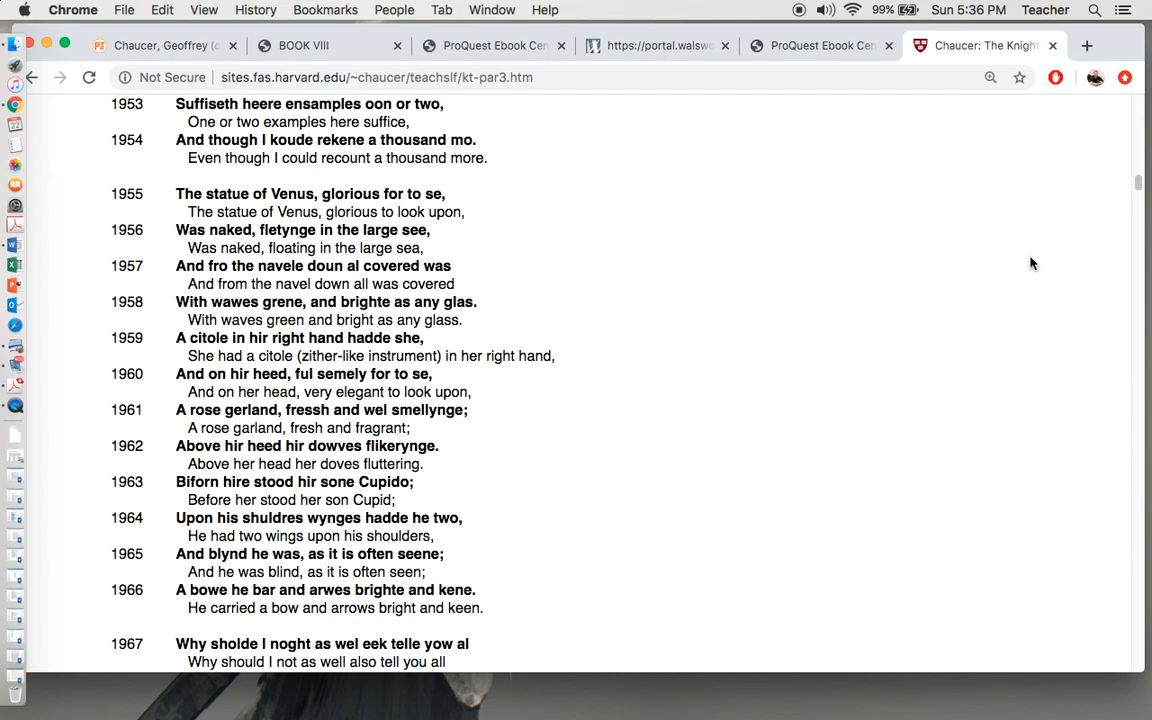 Chrome File Edit View History Bookmarks People Tab Window Help 99% Sun 5:36 PM Teacher
Chaucer, Geoffrey (c BOOK VIII ProQuest Ebook Cen https://portal.walswo ProQuest Ebook Cen Chaucer: The Knight
Not Secure sites.fas.harvard.edu/~chaucer/teachslf/kt-par3.htm
1953 Suffiseth heere ensamples oon or two,
One or two examples here suffice,
1954 And though I koude rekene a thousand mo.
Even though I could recount a thousand more.
1955 The statue of Venus, glorious for to se,
The statue of Venus, glorious to look upon,
1956 Was naked, fletynge in the large see,
Was naked, floating in the large sea,
1957 And fro the navele doun al covered was
And from the navel down all was covered
1958 With wawes grene, and brighte as any glas.
With waves green and bright as any glass.
1959 A citole in hir right hand hadde she,
She had a citole (zither-like instrument) in her right hand,
1960 And on hir heed, ful semely for to se,
And on her head, very elegant to look upon,
1961 A rose gerland, fressh and wel smellynge;
A rose garland, fresh and fragrant;
1962 Above hir heed hir dowves flikerynge.
Above her head her doves fluttering.
1963 Biforn hire stood hir sone Cupido;
Before her stood her son Cupid;
1964 Upon his shuldres wynges hadde he two,
He had two wings upon his shoulders,
1965 And blynd he was, as it is often seene;
And he was blind, as it is often seen;
1966 A bowe he bar and arwes brighte and kene.
He carried a bow and arrows bright and keen.
1967 Why sholde I noght as wel eek telle yow al
Why should I not as well also tell you all